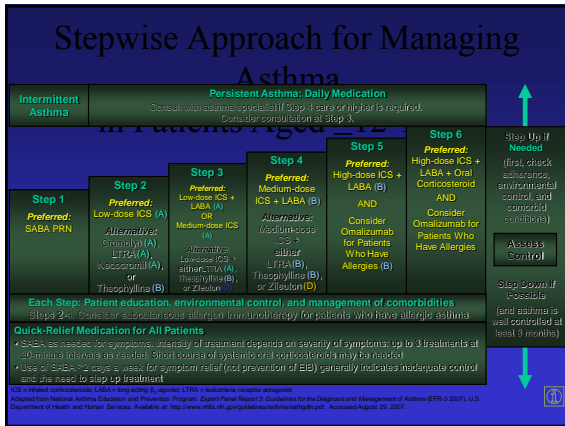 Stepwise Approach for Managing
Asthma
in Patients Aged ≥12 Years
Intermittent
Asthma
Persistent Asthma: Daily Medication
Consult with asthma specialist if Step 4 care or higher is required.
Consider consultation at Step 3.
Step 1
Preferred:
SABA PRN
Step 2
Preferred:
Low-dose ICS (A)
Alternative:
Cromolyn (A),
LTRA (A),
Nedocromil (A),
or
Theophylline (B)
Step 3
Preferred:
Low-dose ICS +
LABA (A)
OR
Medium-dose ICS
(A)
Alternative:
Low-dose ICS +
either LTRA (A),
Theophylline (B),
or Zileuton (D)
Step 4
Preferred:
Medium-dose
ICS + LABA (B)
Alternative:
Medium-dose
ICS +
either
LTRA (B),
Theophylline (B),
or Zileuton (D)
Step 5
Preferred:
High-dose ICS +
LABA (B)
AND
Consider
Omalizumab
for Patients
Who Have
Allergies (B)
Step 6
Preferred:
High-dose ICS +
LABA + Oral
Corticosteroid
AND
Consider
Omalizumab for
Patients Who
Have Allergies
Step Up if
Needed
(first, check
adherence,
environmental
control, and
comorbid
conditions)
Assess
Control
Step Down if
Possible
(and asthma is
well controlled at
least 3 months)
Each Step: Patient education, environmental control, and management of comorbidities
Steps 2-4: Consider subcutaneous allergen immunotherapy for patients who have allergic asthma
Quick-Relief Medication for All Patients
• SABA as needed for symptoms. Intensity of treatment depends on severity of symptoms: up to 3 treatments at
20-minute intervals as needed. Short course of systemic oral corticosteroids may be needed
• Use of SABA >2 days a week for symptom relief (not prevention of EIB) generally indicates inadequate
control and the need to step up treatment
ICS = inhaled corticosteroids; LABA = long-acting β2-agonist; LTRA = leukotriene receptor antagonist.
Adapted from National Asthma Education and Prevention Program. Expert Panel Report 3: Guidelines for the Diagnosis and Management of Asthma (EPR-3 2007). U.S.
Department of Health and Human Services. Available at: http://www.nhlbi.nih.gov/guidelines/asthma/asthgdln.pdf. Accessed August 29, 2007.